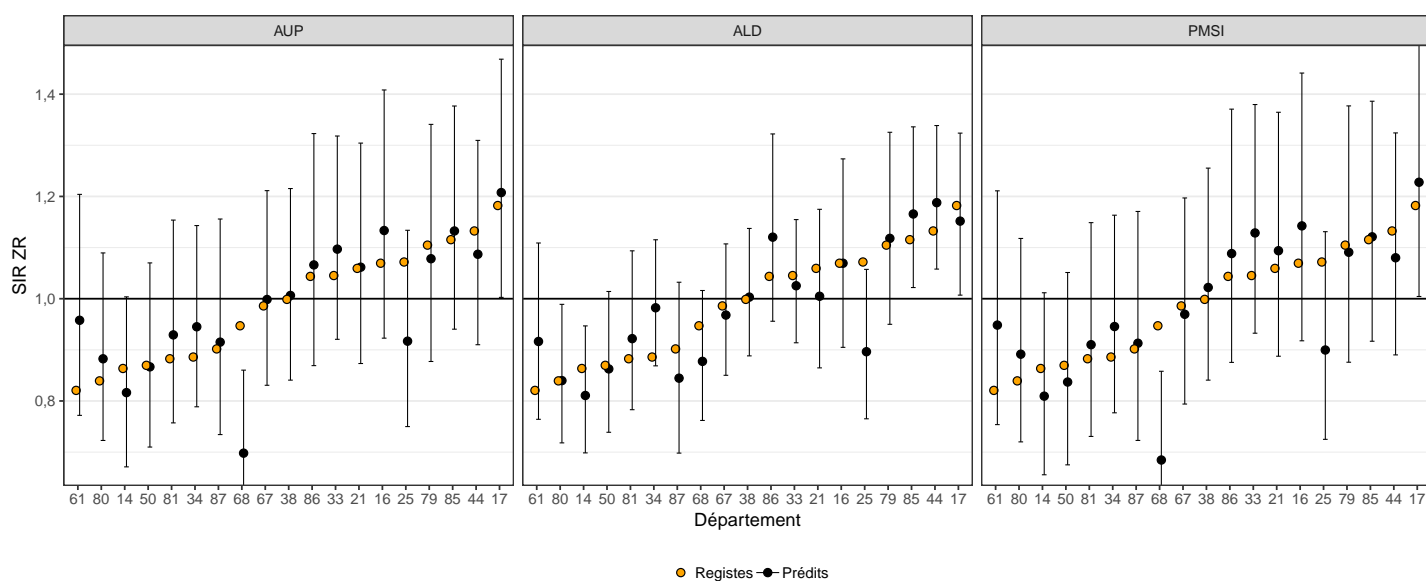 AUP ALD PMSI
SIR ZR
1,4
1,2
1,0
0,8
61 80 14 50 81 34 87 68 67 38 86 33 21 16 25 79 85 44 17 61 80 14 50 81 34 87 68 67 38 86 33 21 16 25 79 85 44 17 61 80 14 50 81 34 87 68 67 38 86 33 21 16 25 79 85 44 17
Département
Registes Prédits